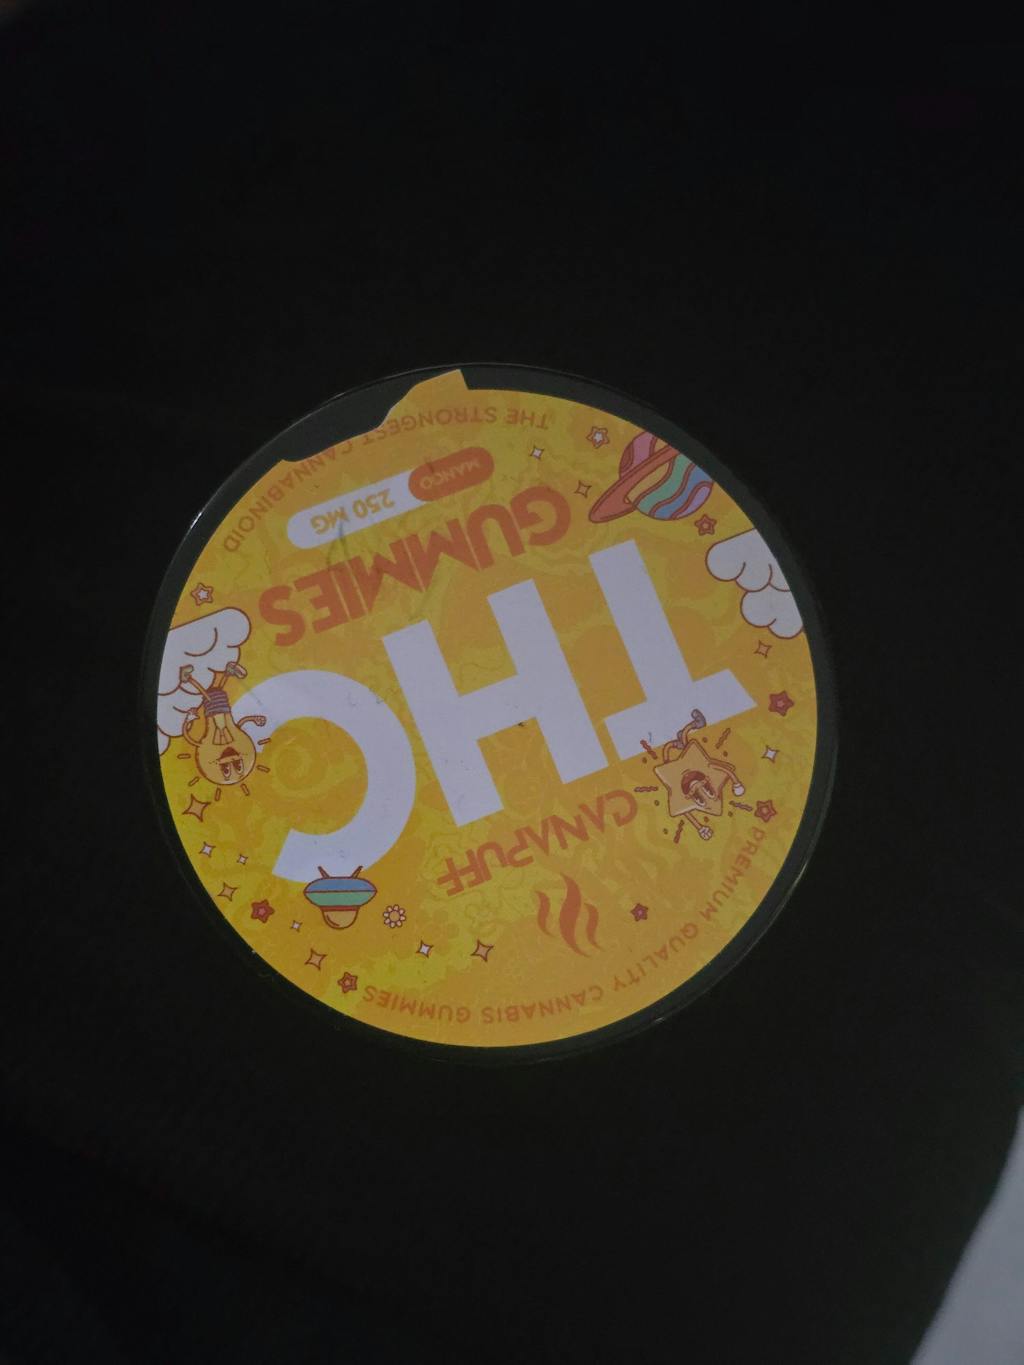 PREMIUM QUALITY CANNABIS GUMMIES
CANAPUFF
THC
GUMMIES
MANGO 250 MG
THE STRONGEST CANNABINOID